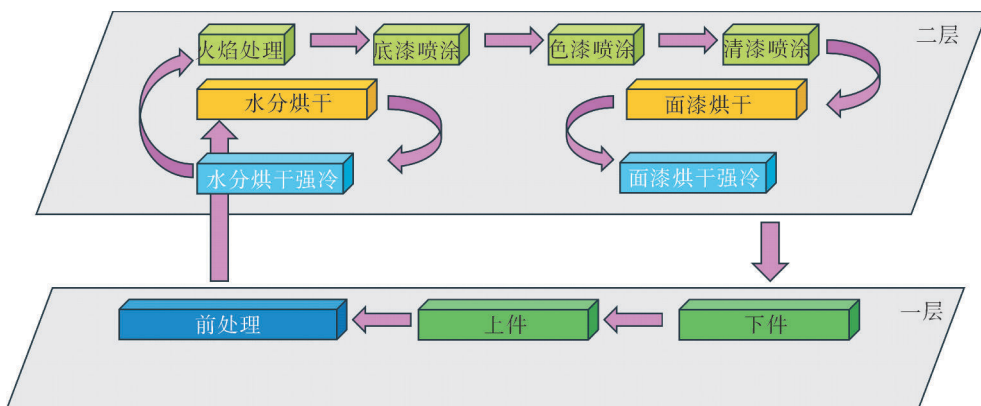 二层
火焰处理
底漆喷涂
色漆喷涂
清漆喷涂
水分烘干
面漆烘干
水分烘干强冷
面漆烘干强冷
一层
前处理
上件
下件